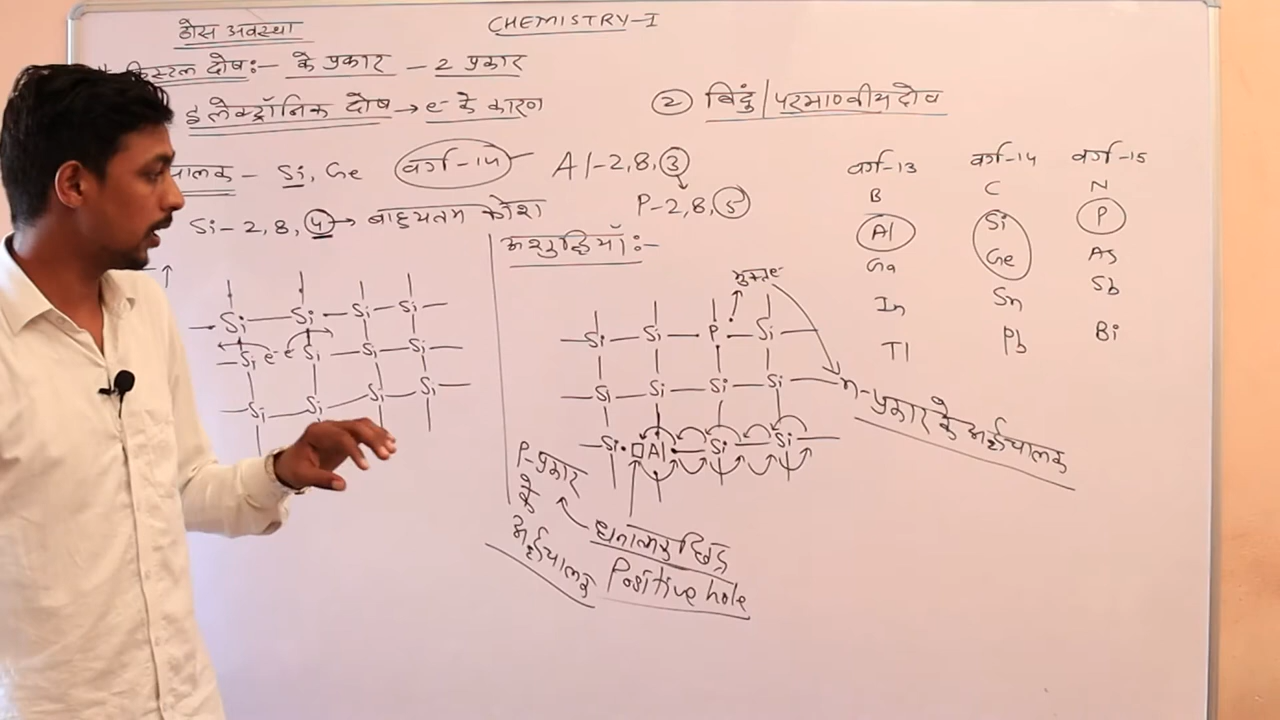 ठोस अवस्था
CHEMISTRY-I
क्रिस्टल दोष:- के प्रकार - 2 प्रकार
इलेक्ट्रॉनिक दोष → e⁻ के कारण
② बिंदु/परमाण्वीय दोष
चालक - Si, Ge वर्ग-14
Al-2,8,③
Si-2,8,④ → बाह्यतम कोश
P-2,8,⑤
वर्ग-13 वर्ग-14 वर्ग-15
B C N
Al Si P
Ga Ge As
In Sn Sb
Tl Pb Bi
अशुद्धियाँ:-
Si Si Si Si
Si e⁻ e⁻ Si Si Si
Si Si Si Si
मुक्त e⁻
Si Si P Si
Si Si Si Si
Si Al Si Si
n-प्रकार के अर्द्धचालक
P-प्रकार
के
अर्द्धचालक
धनात्मक छिद्र
Positive hole